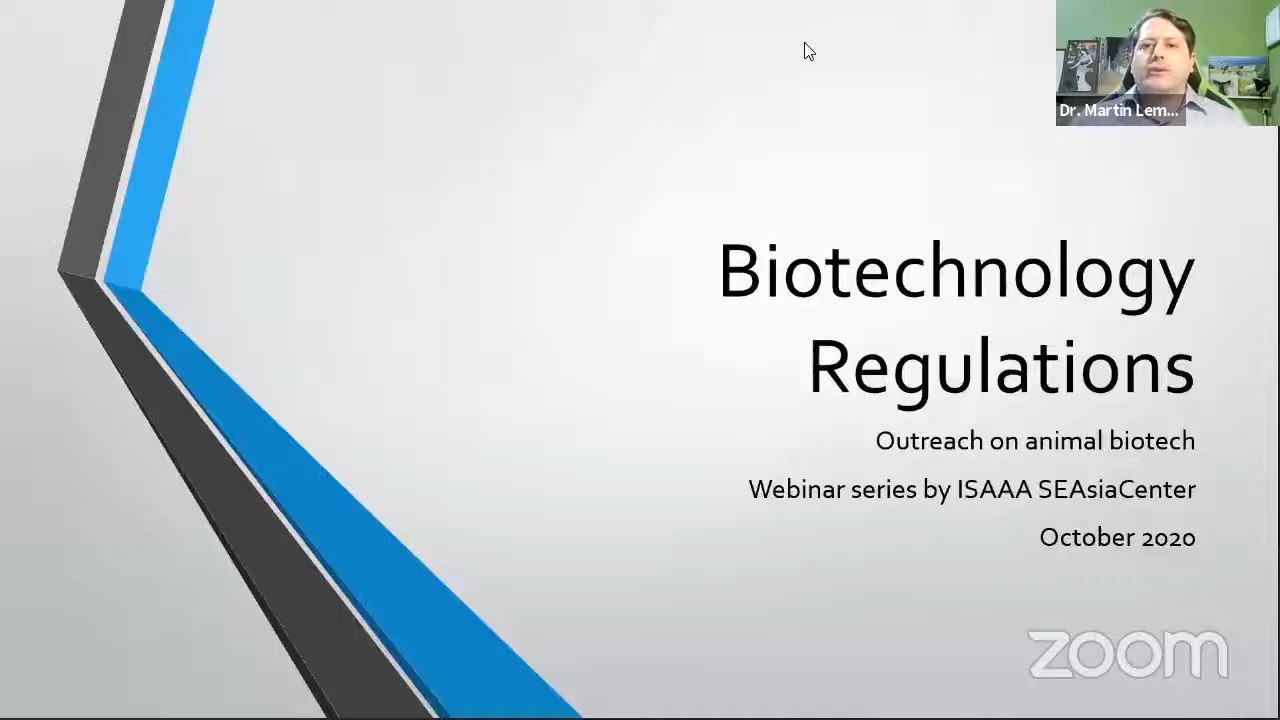 Dr. Martin Lem...
Biotechnology
Regulations
Outreach on animal biotech
Webinar series by ISAAA SEAsiaCenter
October 2020
zoom